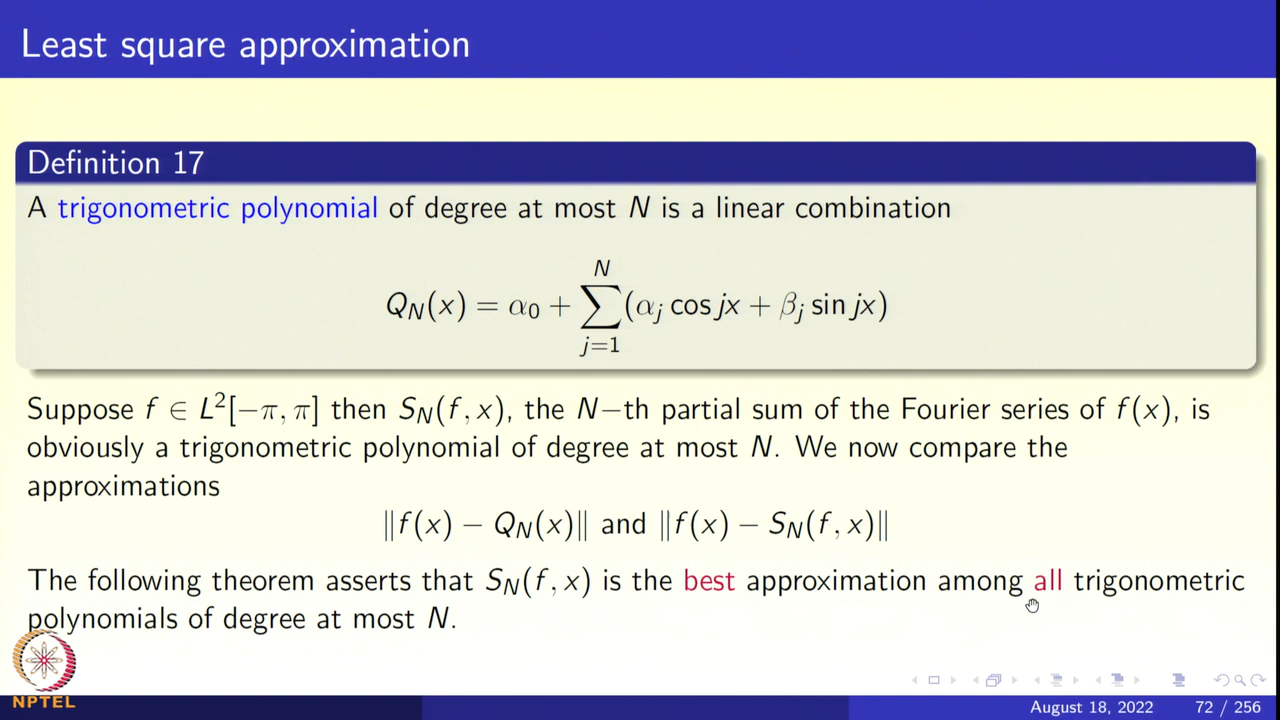 Least square approximation
Definition 17
A trigonometric polynomial of degree at most N is a linear combination
Q_N(x) = α_0 + ∑_{j=1}^{N} (α_j cos jx + β_j sin jx)
Suppose f ∈ L²[−π, π] then S_N(f, x), the N−th partial sum of the Fourier series of f(x), is
obviously a trigonometric polynomial of degree at most N. We now compare the
approximations
‖f(x) − Q_N(x)‖ and ‖f(x) − S_N(f, x)‖
The following theorem asserts that S_N(f, x) is the best approximation among all trigonometric
polynomials of degree at most N.
NPTEL
August 18, 2022 72 / 256